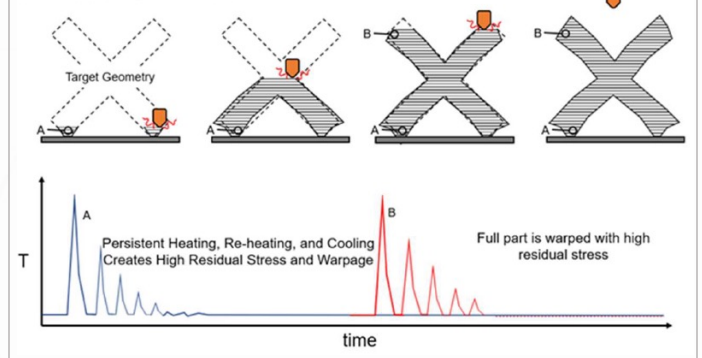 B
B
Target Geometry
A
A
A
A
A
B
Persistent Heating, Re-heating, and Cooling
Creates High Residual Stress and Warpage
Full part is warped with high
residual stress
T
time